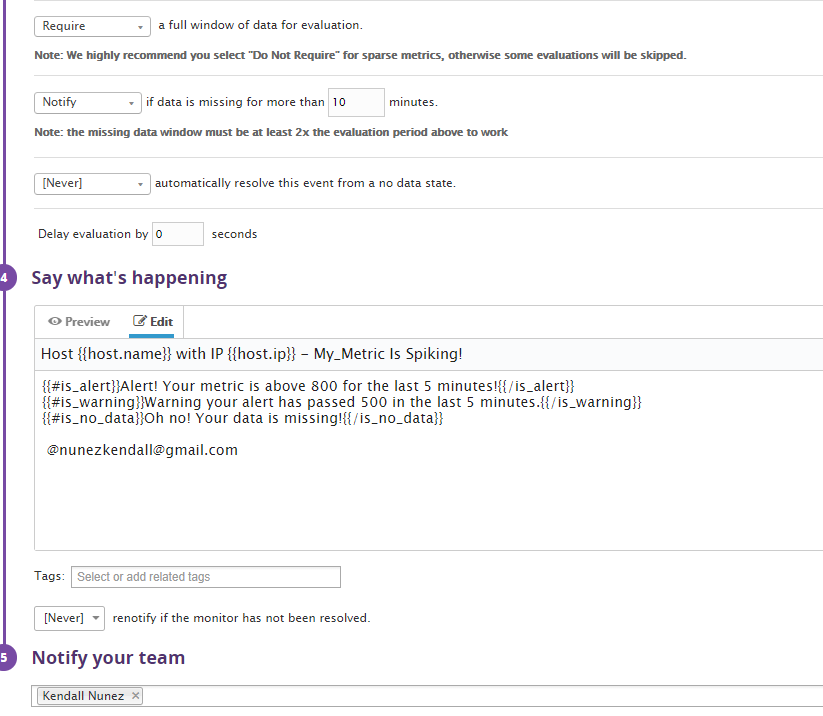 Require a full window of data for evaluation.
Note: We highly recommend you select "Do Not Require" for sparse metrics, otherwise some evaluations will be skipped.
Notify if data is missing for more than 10 minutes.
Note: the missing data window must be at least 2x the evaluation period above to work
[Never] automatically resolve this event from a no data state.
Delay evaluation by 0 seconds
4 Say what's happening
Preview Edit
Host {{host.name}} with IP {{host.ip}} - My_Metric Is Spiking!
{{#is_alert}}Alert! Your metric is above 800 for the last 5 minutes!{{/is_alert}}
{{#is_warning}}Warning your alert has passed 500 in the last 5 minutes.{{/is_warning}}
{{#is_no_data}}Oh no! Your data is missing!{{/is_no_data}}
@nunezkendall@gmail.com
Tags: Select or add related tags
[Never] renotify if the monitor has not been resolved.
5 Notify your team
Kendall Nunez ×